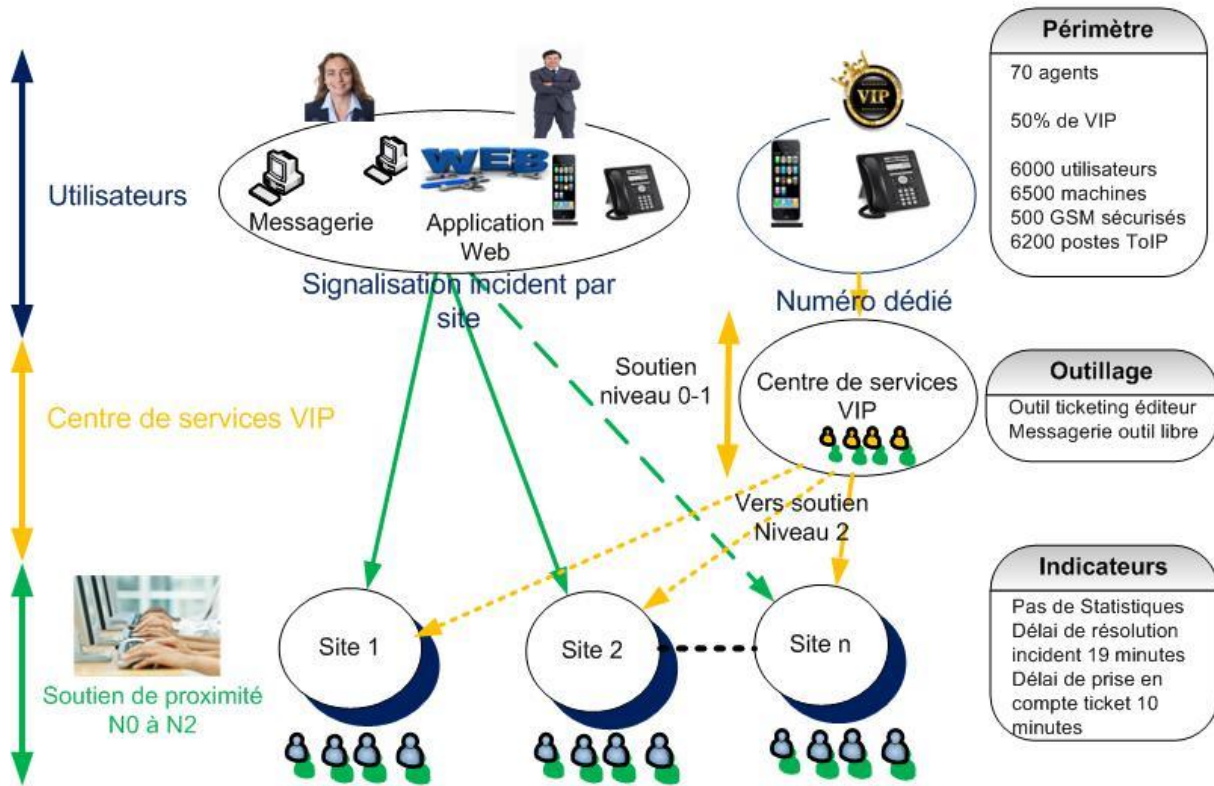 Périmètre
70 agents
50% de VIP
6000 utilisateurs
6500 machines
500 GSM sécurisés
6200 postes ToIP
VIP
WEB
Utilisateurs
Messagerie
Application
Web
Signalisation incident par
site
Numéro dédié
Soutien
niveau 0-1
Centre de services
VIP
Outillage
Outil ticketing éditeur
Messagerie outil libre
Centre de services VIP
Vers soutien
Niveau 2
Indicateurs
Pas de Statistiques
Délai de résolution
incident 19 minutes
Délai de prise en
compte ticket 10
minutes
Site 1
Site 2
Site n
Soutien de proximité
N0 à N2